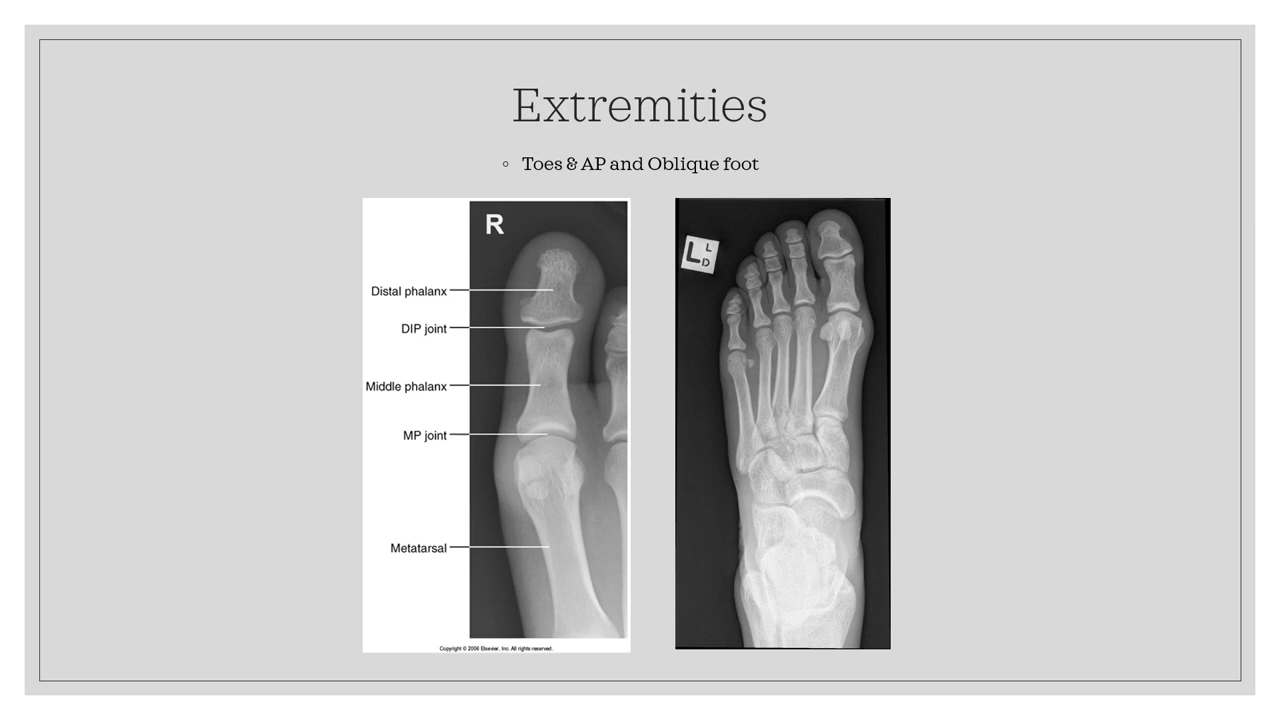 Extremities
◦ Toes & AP and Oblique foot
R
Distal phalanx
DIP joint
Middle phalanx
MP joint
Metatarsal
Copyright © 2006 Elsevier, Inc. All rights reserved.
L L
D